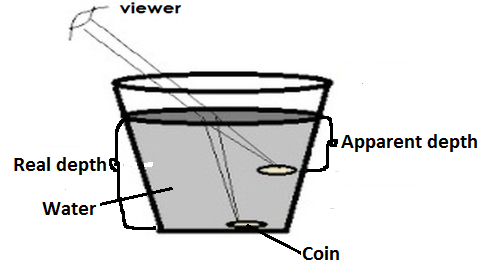 viewer
Apparent depth
Real depth
Water
Coin